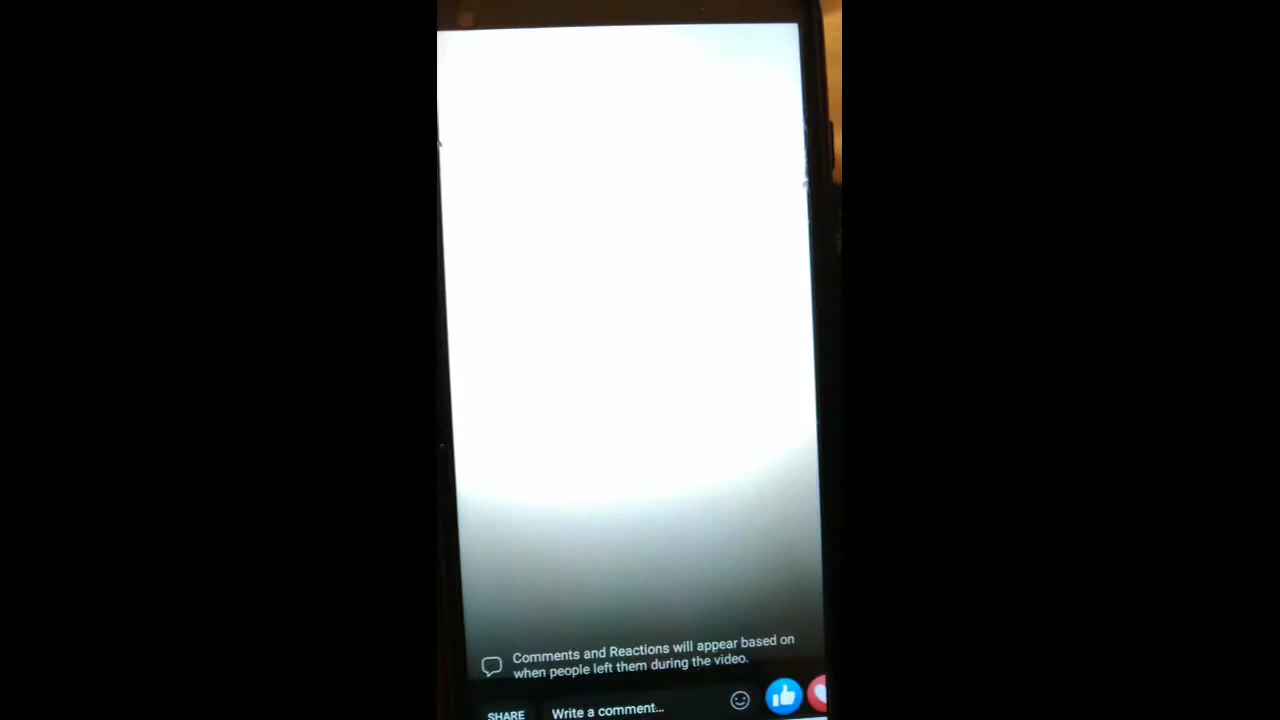 Comments and Reactions will appear based on
when people left them during the video.
SHARE
Write a comment...